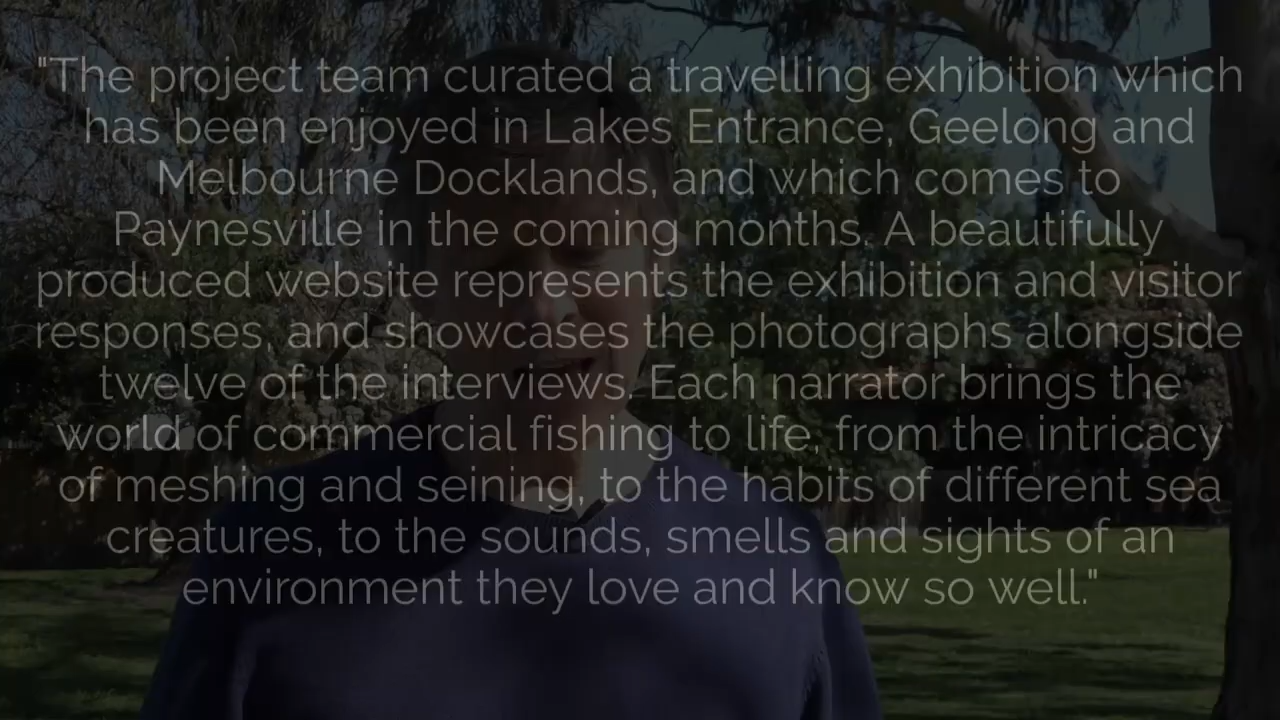 "The project team curated a travelling exhibition which
has been enjoyed in Lakes Entrance, Geelong and
Melbourne Docklands, and which comes to
Paynesville in the coming months. A beautifully
produced website represents the exhibition and visitor
responses, and showcases the photographs alongside
twelve of the interviews. Each narrator brings the
world of commercial fishing to life, from the intricacy
of meshing and seining, to the habits of different sea
creatures, to the sounds, smells and sights of an
environment they love and know so well."